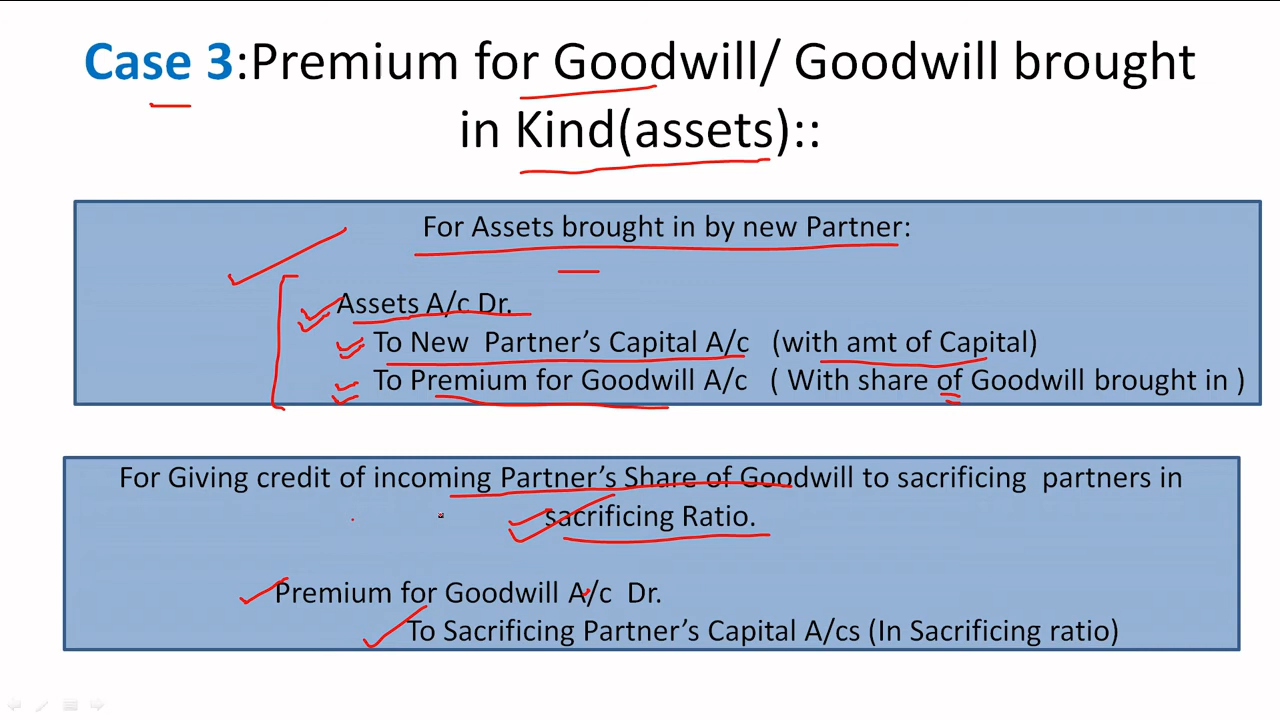 Case 3:Premium for Goodwill/ Goodwill brought
in Kind(assets)::
For Assets brought in by new Partner:
Assets A/c Dr.
To New Partner's Capital A/c (with amt of Capital)
To Premium for Goodwill A/c ( With share of Goodwill brought in )
For Giving credit of incoming Partner's Share of Goodwill to sacrificing partners in
sacrificing Ratio.
Premium for Goodwill A/c Dr.
To Sacrificing Partner's Capital A/cs (In Sacrificing ratio)